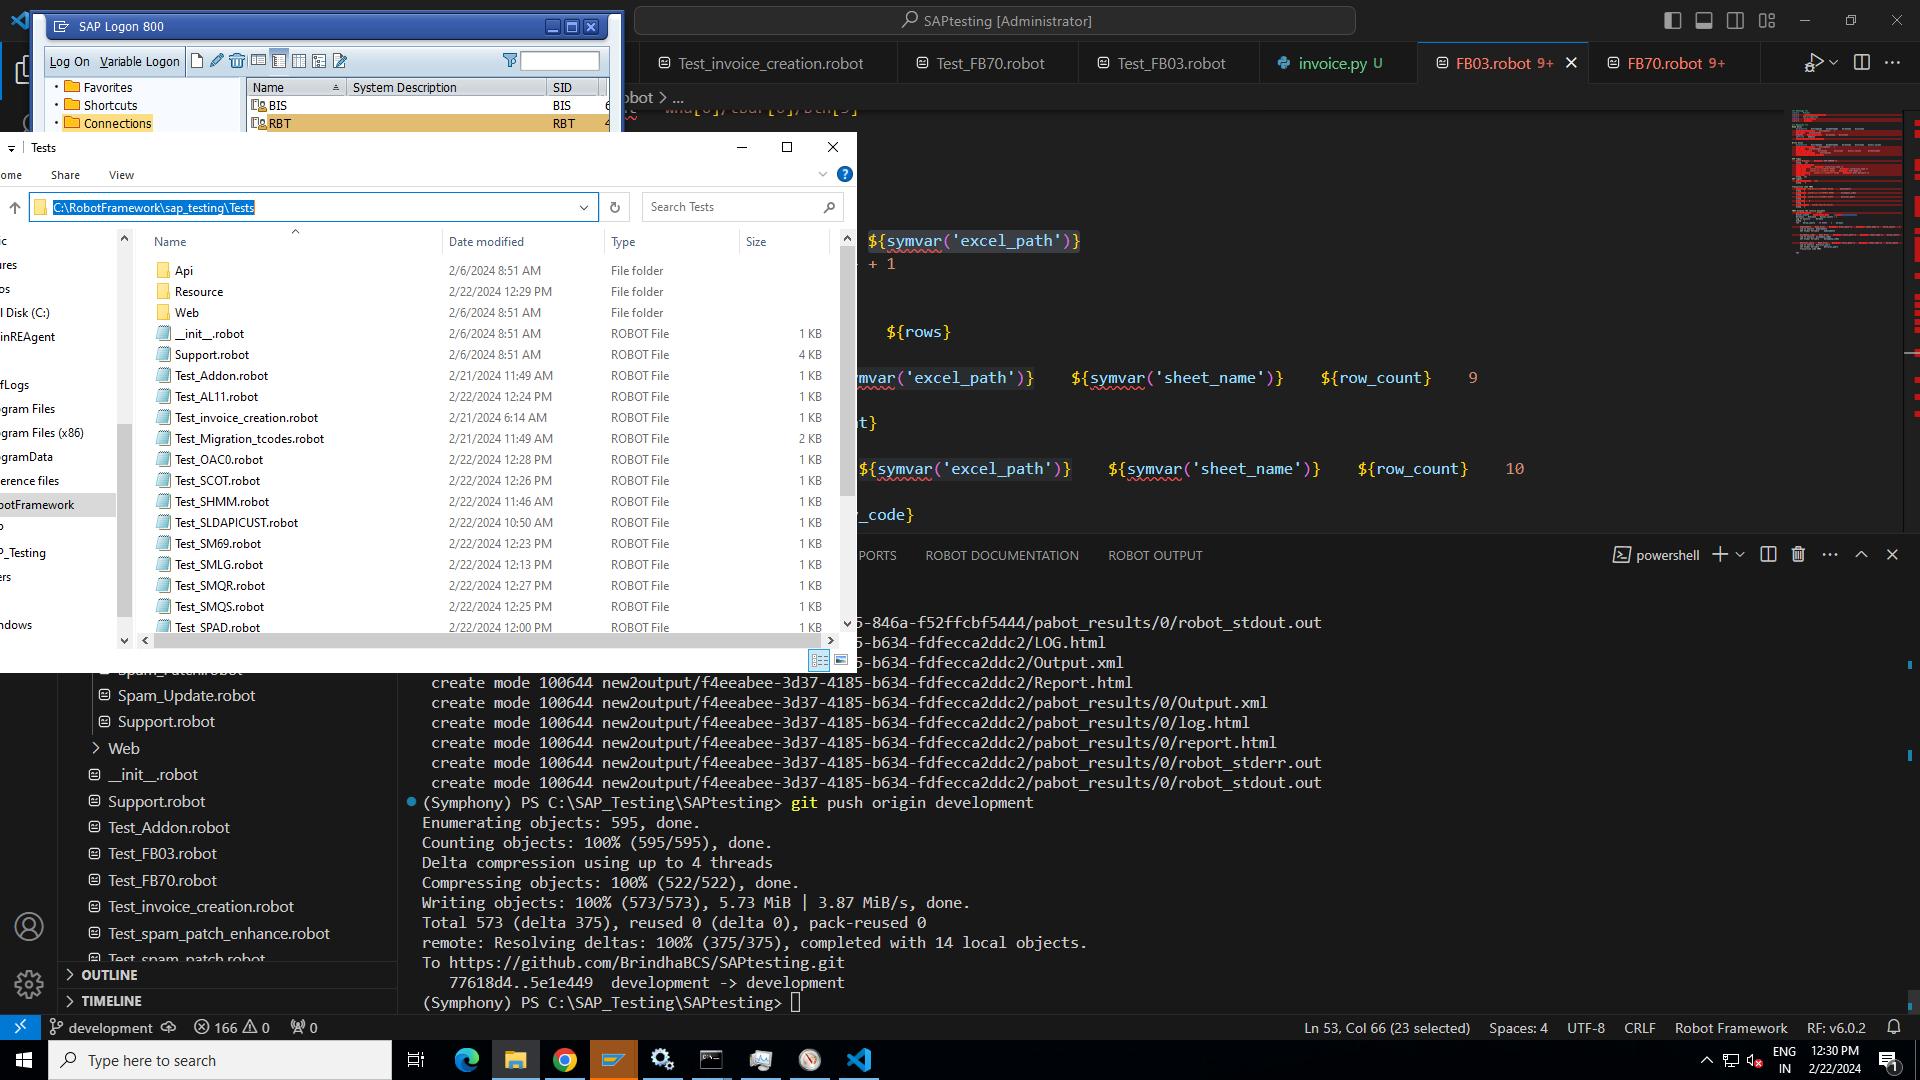 SAP Logon 800
SAPtesting [Administrator]
Log On Variable Logon
Favorites
Shortcuts
Connections
Name System Description SID
BIS BIS 6
RBT RBT 4
Test_invoice_creation.robot
Test_FB70.robot
Test_FB03.robot
invoice.py U
FB03.robot 9+
FB70.robot 9+
obot > ...
Tests
ome Share View
C:\RobotFramework\sap_testing\Tests
Search Tests
Name Date modified Type Size
Api 2/6/2024 8:51 AM File folder
Resource 2/22/2024 12:29 PM File folder
Web 2/6/2024 8:51 AM File folder
__init__.robot 2/6/2024 8:51 AM ROBOT File 1 KB
Support.robot 2/6/2024 8:51 AM ROBOT File 4 KB
Test_Addon.robot 2/21/2024 11:49 AM ROBOT File 1 KB
Test_AL11.robot 2/22/2024 12:24 PM ROBOT File 1 KB
Test_invoice_creation.robot 2/21/2024 6:14 AM ROBOT File 1 KB
Test_Migration_tcodes.robot 2/21/2024 11:49 AM ROBOT File 2 KB
Test_OAC0.robot 2/22/2024 12:28 PM ROBOT File 1 KB
Test_SCOT.robot 2/22/2024 12:26 PM ROBOT File 1 KB
Test_SHMM.robot 2/22/2024 11:46 AM ROBOT File 1 KB
Test_SLDAPICUST.robot 2/22/2024 10:50 AM ROBOT File 1 KB
Test_SM69.robot 2/22/2024 12:23 PM ROBOT File 1 KB
Test_SMLG.robot 2/22/2024 12:13 PM ROBOT File 1 KB
Test_SMQR.robot 2/22/2024 12:27 PM ROBOT File 1 KB
Test_SMQS.robot 2/22/2024 12:25 PM ROBOT File 1 KB
Test_SPAD.robot 2/22/2024 12:00 PM ROBOT File 1 KB
ic
ures
os
l Disk (C:)
inREAgent
fLogs
gram Files
gram Files (x86)
gramData
erence files
botFramework
P_Testing
ers
ndows
${symvar('excel_path')}
+ 1
${rows}
mvar('excel_path')} ${symvar('sheet_name')} ${row_count} 9
nt}
${symvar('excel_path')} ${symvar('sheet_name')} ${row_count} 10
_code}
PORTS ROBOT DOCUMENTATION ROBOT OUTPUT
powershell
5-846a-f52ffcbf5444/pabot_results/0/robot_stdout.out
5-b634-fdfecca2ddc2/LOG.html
5-b634-fdfecca2ddc2/Output.xml
create mode 100644 new2output/f4eeabee-3d37-4185-b634-fdfecca2ddc2/Report.html
create mode 100644 new2output/f4eeabee-3d37-4185-b634-fdfecca2ddc2/pabot_results/0/Output.xml
create mode 100644 new2output/f4eeabee-3d37-4185-b634-fdfecca2ddc2/pabot_results/0/log.html
create mode 100644 new2output/f4eeabee-3d37-4185-b634-fdfecca2ddc2/pabot_results/0/report.html
create mode 100644 new2output/f4eeabee-3d37-4185-b634-fdfecca2ddc2/pabot_results/0/robot_stderr.out
create mode 100644 new2output/f4eeabee-3d37-4185-b634-fdfecca2ddc2/pabot_results/0/robot_stdout.out
(Symphony) PS C:\SAP_Testing\SAPtesting> git push origin development
Enumerating objects: 595, done.
Counting objects: 100% (595/595), done.
Delta compression using up to 4 threads
Compressing objects: 100% (522/522), done.
Writing objects: 100% (573/573), 5.73 MiB | 3.87 MiB/s, done.
Total 573 (delta 375), reused 0 (delta 0), pack-reused 0
remote: Resolving deltas: 100% (375/375), completed with 14 local objects.
To https://github.com/BrindhaBCS/SAPtesting.git
77618d4..5e1e449 development -> development
(Symphony) PS C:\SAP_Testing\SAPtesting>
Spam_Update.robot
Support.robot
Web
__init__.robot
Support.robot
Test_Addon.robot
Test_FB03.robot
Test_FB70.robot
Test_invoice_creation.robot
Test_spam_patch_enhance.robot
Test_spam_patch.robot
OUTLINE
TIMELINE
development 166 0 0
Ln 53, Col 66 (23 selected) Spaces: 4 UTF-8 CRLF Robot Framework RF: v6.0.2
Type here to search
ENG
IN
12:30 PM
2/22/2024
1